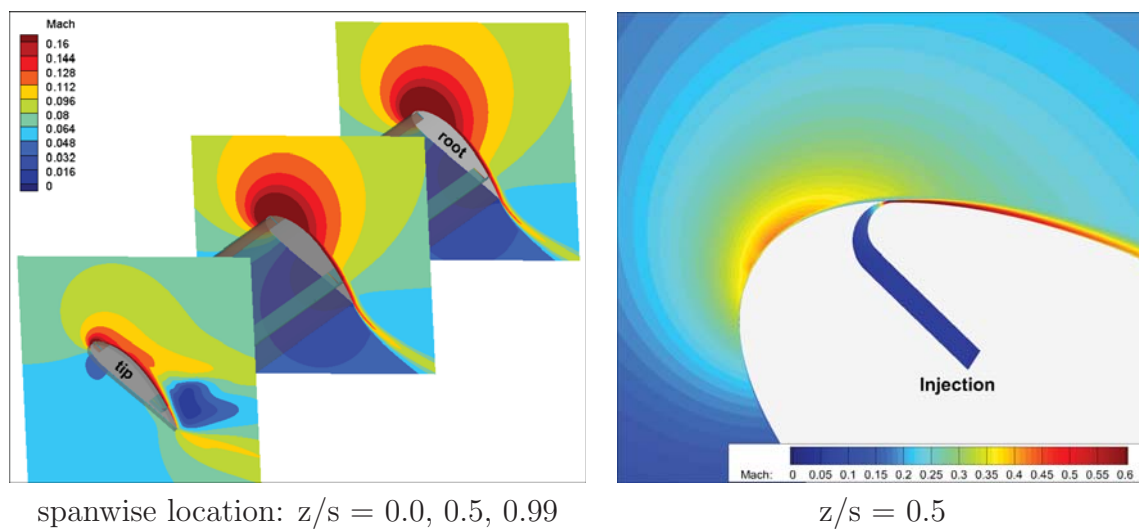 Mach
0.16
0.144
0.128
0.112
0.096
0.08
0.064
0.048
0.032
0.016
0
root
tip
spanwise location: z/s = 0.0, 0.5, 0.99
Injection
Mach: 0 0.05 0.1 0.15 0.2 0.25 0.3 0.35 0.4 0.45 0.5 0.55 0.6
z/s = 0.5